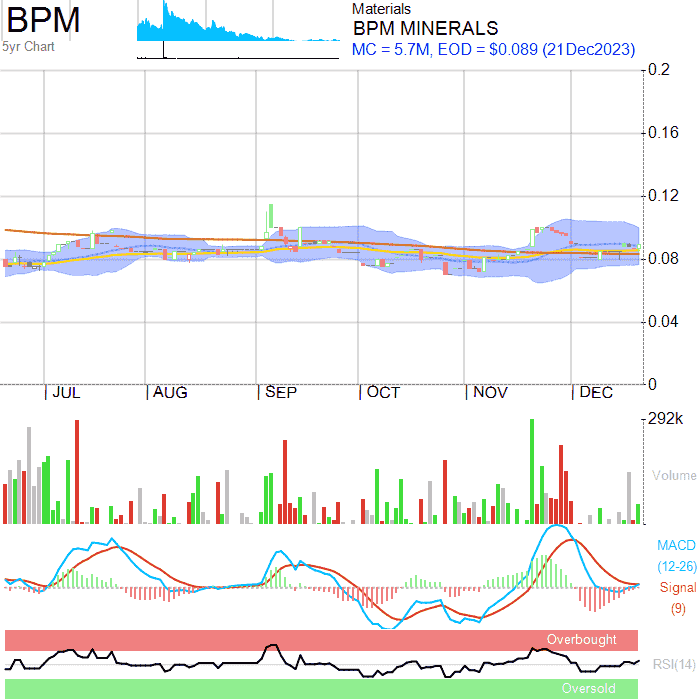 BPM
5yr Chart
Materials
BPM MINERALS
MC = 5.7M, EOD = $0.089 (21Dec2023)
0.2
0.16
0.12
0.08
0.04
0
JUL AUG SEP OCT NOV DEC
292k
Volume
MACD
(12-26)
Signal
(9)
Overbought
RSI(14)
Oversold